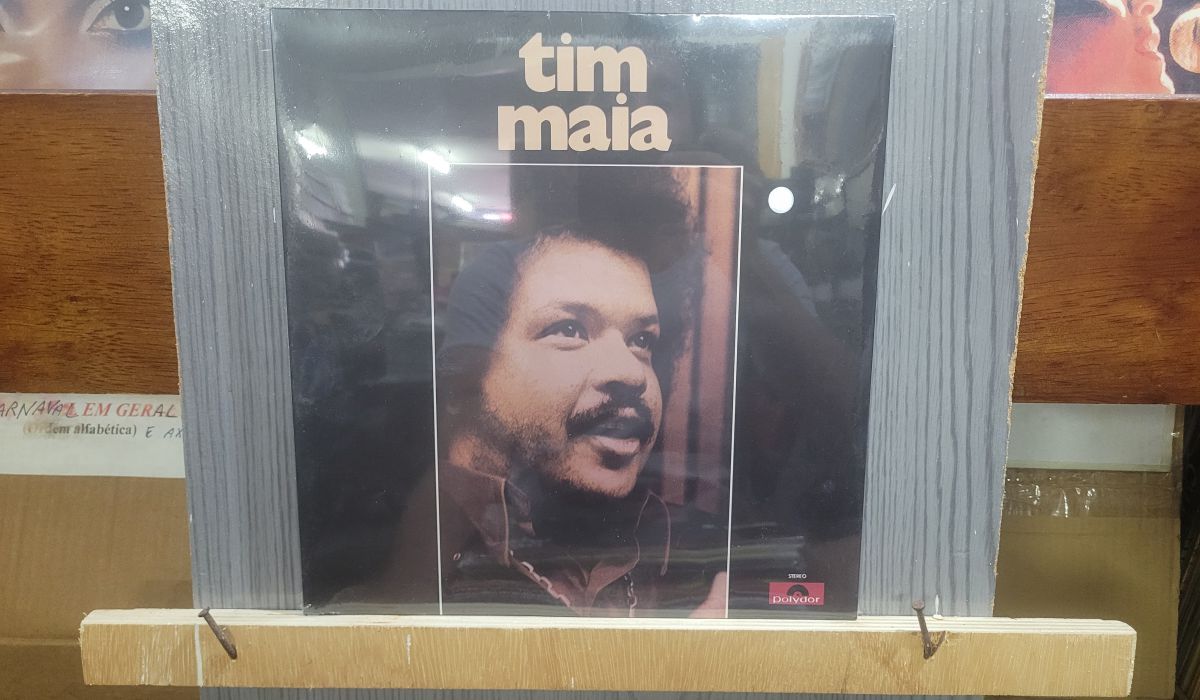 tim
maia
ARNAVAL EM GERAL
(Ordem alfabética) E AX
STEREO
polydor